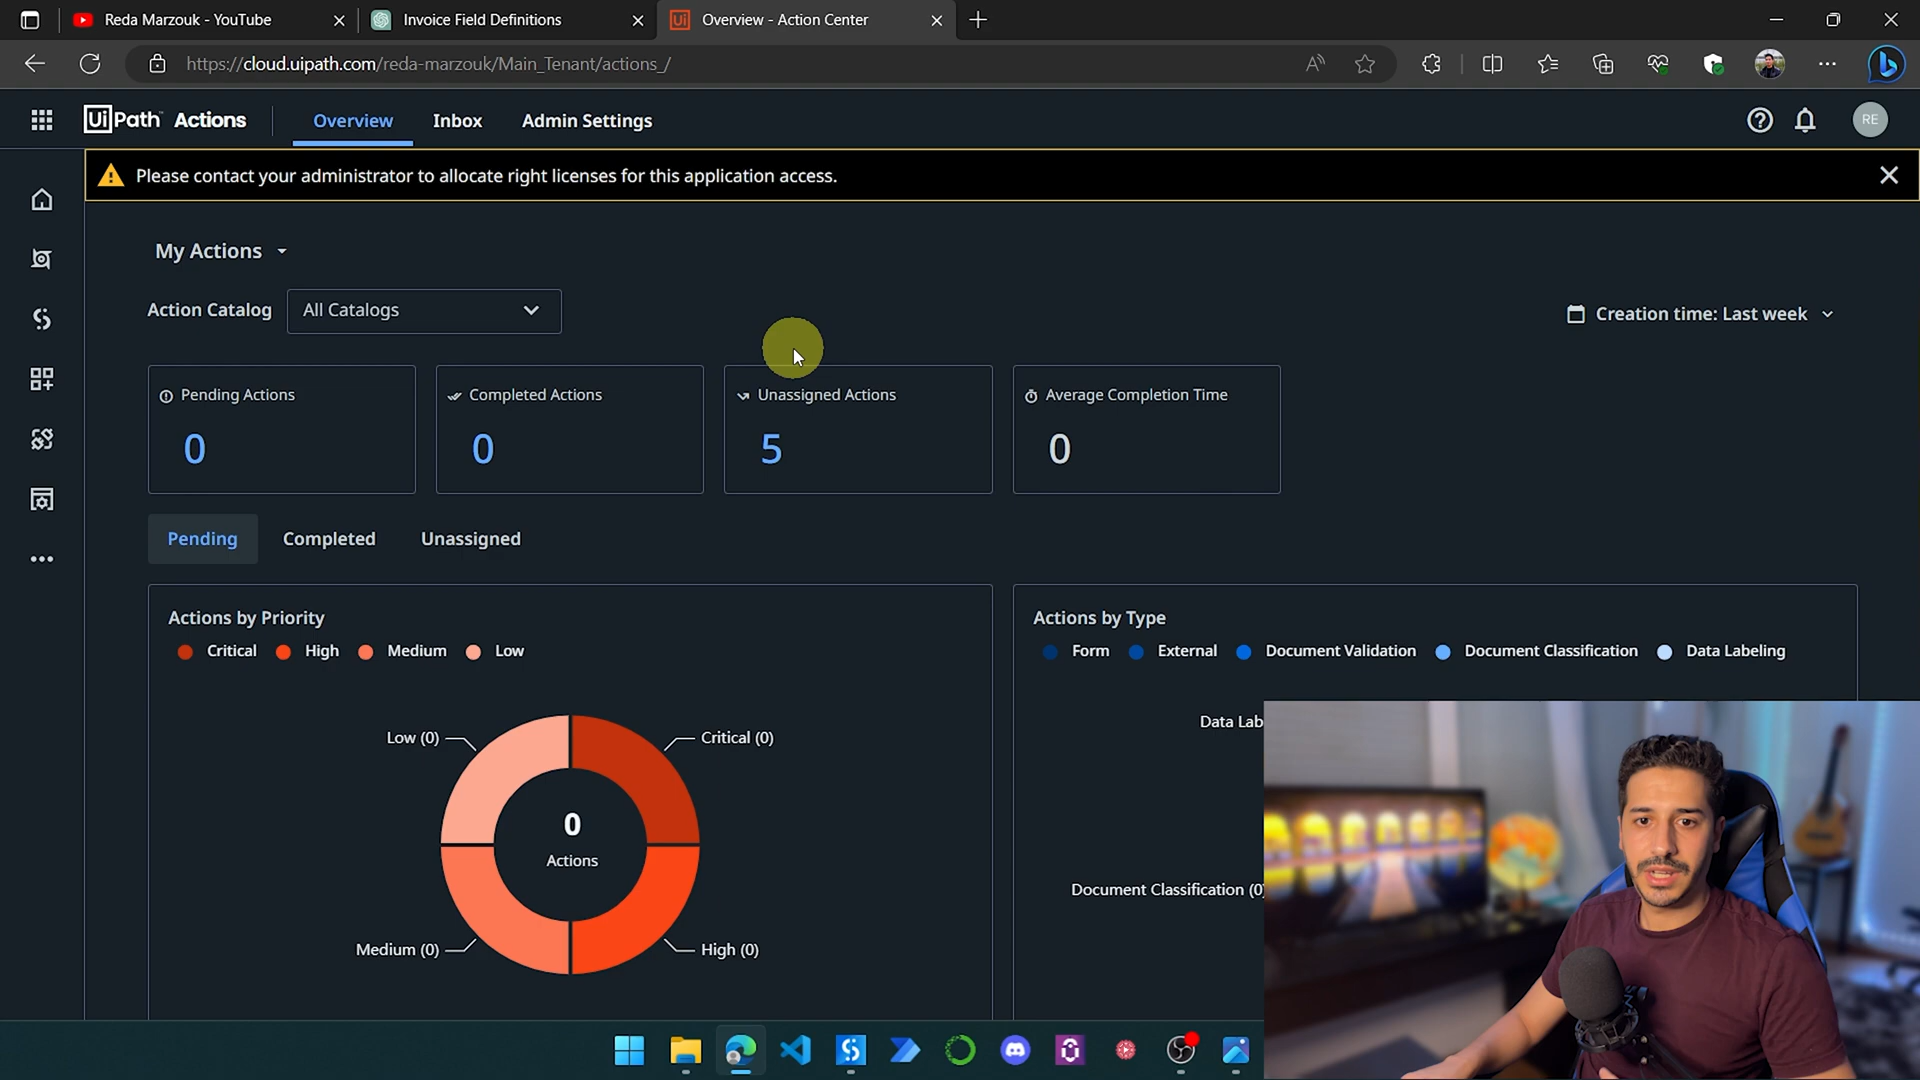 Reda Marzouk - YouTube
Invoice Field Definitions
Overview - Action Center
https://cloud.uipath.com/reda-marzouk/Main_Tenant/actions_/
UiPath Actions
Overview
Inbox
Admin Settings
RE
Please contact your administrator to allocate right licenses for this application access.
My Actions
Action Catalog
All Catalogs
Creation time: Last week
Pending Actions
0
Completed Actions
0
Unassigned Actions
5
Average Completion Time
0
Pending
Completed
Unassigned
Actions by Priority
Critical
High
Medium
Low
Low (0)
Critical (0)
0
Actions
Medium (0)
High (0)
Actions by Type
Form
External
Document Validation
Document Classification
Data Labeling
Data Lab
Document Classification (0)